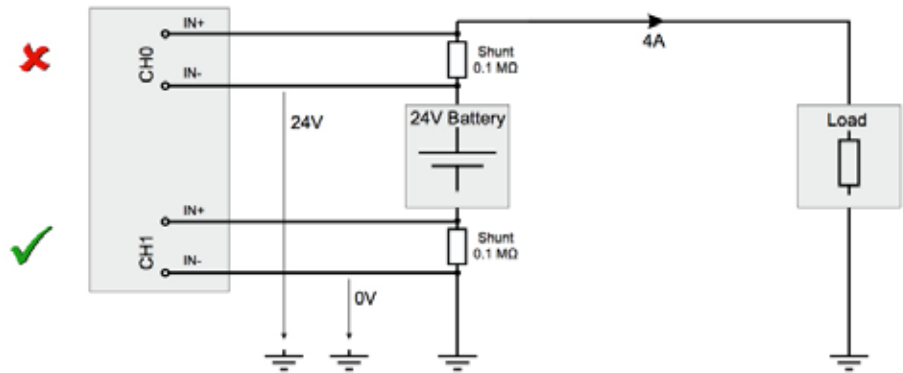 IN+
CH0
IN-
Shunt
0.1 MΩ
4A
24V
24V Battery
Load
IN+
CH1
IN-
Shunt
0.1 MΩ
0V